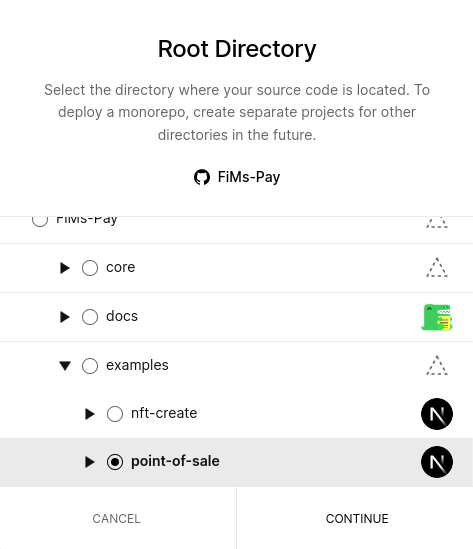 Root Directory
Select the directory where your source code is located. To
deploy a monorepo, create separate projects for other
directories in the future.
FiMs-Pay
FiMs-Pay
core
docs
examples
nft-create
point-of-sale
CANCEL
CONTINUE